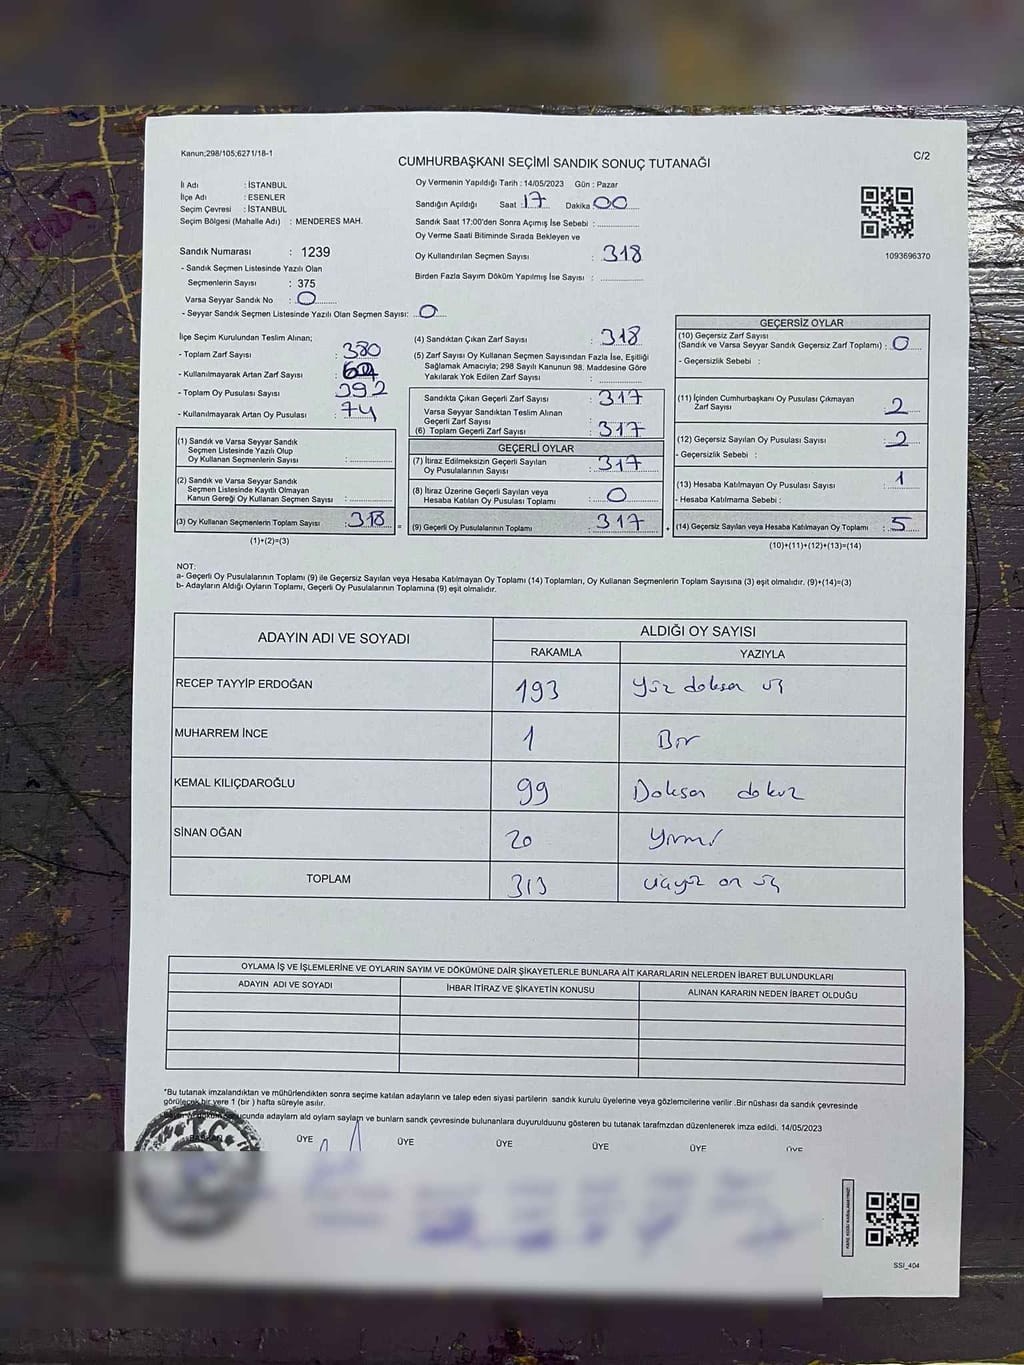 Kanun;298/105;6271/18-1
C/2
CUMHURBAŞKANI SEÇİMİ SANDIK SONUÇ TUTANAĞI
İl Adı : İSTANBUL
İlçe Adı : ESENLER
Seçim Çevresi : İSTANBUL
Seçim Bölgesi (Mahalle Adı) : MENDERES MAH.
Sandık Numarası : 1239
- Sandık Seçmen Listesinde Yazılı Olan
Seçmenlerin Sayısı : 375
Varsa Seyyar Sandık No : 0
- Seyyar Sandık Seçmen Listesinde Yazılı Olan Seçmen Sayısı: 0
Oy Vermenin Yapıldığı Tarih : 14/05/2023 Gün : Pazar
Sandığın Açıldığı Saat : 17 Dakika 00
Sandık Saat 17:00'den Sonra Açımış İse Sebebi :
Oy Verme Saati Bitiminde Sırada Bekleyen ve
Oy Kullandırılan Seçmen Sayısı : 318
Birden Fazla Sayım Döküm Yapılmış İse Sayısı :
1093696370
İlçe Seçim Kurulundan Teslim Alınan;
- Toplam Zarf Sayısı : 380
- Kullanılmayarak Artan Zarf Sayısı :
- Toplam Oy Pusulası Sayısı : 392
- Kullanılmayarak Artan Oy Pusulası : 74
(1) Sandık ve Varsa Seyyar Sandık
Seçmen Listesinde Yazılı Olup
Oy Kullanan Seçmenlerin Sayısı :
(2) Sandık ve Varsa Seyyar Sandık
Seçmen Listesinde Kayıtlı Olmayan
Kanun Gereği Oy Kullanan Seçmen Sayısı :
(3) Oy Kullanan Seçmenlerin Toplam Sayısı : 318 =
(1)+(2)=(3)
(4) Sandıktan Çıkan Zarf Sayısı : 318
(5) Zarf Sayısı Oy Kullanan Seçmen Sayısından Fazla İse, Eşitliği
Sağlamak Amacıyla; 298 Sayılı Kanunun 98. Maddesine Göre
Yakılarak Yok Edilen Zarf Sayısı :
Sandıkta Çıkan Geçerli Zarf Sayısı : 317
Varsa Seyyar Sandıktan Teslim Alınan
Geçerli Zarf Sayısı :
(6) Toplam Geçerli Zarf Sayısı : 317
GEÇERLİ OYLAR
(7) İtiraz Edilmeksizin Geçerli Sayılan
Oy Pusulalarının Sayısı : 317
(8) İtiraz Üzerine Geçerli Sayılan veya
Hesaba Katılan Oy Pusulası Toplamı : 0
(9) Geçerli Oy Pusulalarının Toplamı : 317 +
GEÇERSİZ OYLAR
(10) Geçersiz Zarf Sayısı
(Sandık ve Varsa Seyyar Sandık Geçersiz Zarf Toplamı) : 0
- Geçersizlik Sebebi :
(11) İçinden Cumhurbaşkanı Oy Pusulası Çıkmayan
Zarf Sayısı : 2
(12) Geçersiz Sayılan Oy Pusulası Sayısı : 2
- Geçersizlik Sebebi :
(13) Hesaba Katılmayan Oy Pusulası Sayısı : 1
- Hesaba Katılmama Sebebi :
(14) Geçersiz Sayılan veya Hesaba Katılmayan Oy Toplamı : 5
(10)+(11)+(12)+(13)=(14)
NOT:
a- Geçerli Oy Pusulalarının Toplamı (9) ile Geçersiz Sayılan veya Hesaba Katılmayan Oy Toplamı (14) Toplamları, Oy Kullanan Seçmenlerin Toplam Sayısına (3) eşit olmalıdır. (9)+(14)=(3)
b- Adayların Aldığı Oyların Toplamı, Geçerli Oy Pusulalarının Toplamına (9) eşit olmalıdır.
ADAYIN ADI VE SOYADI ALDIĞI OY SAYISI
RAKAMLA YAZIYLA
RECEP TAYYİP ERDOĞAN 193 Yüz doksan üç
MUHARREM İNCE 1 Bir
KEMAL KILIÇDAROĞLU 99 Doksan dokuz
SİNAN OĞAN 20 Yirmi
TOPLAM 313 üçyüz on üç
OYLAMA İŞ VE İŞLEMLERİNE VE OYLARIN SAYIM VE DÖKÜMÜNE DAİR ŞİKAYETLERLE BUNLARA AİT KARARLARIN NELERDEN İBARET BULUNDUKLARI
ADAYIN ADI VE SOYADI İHBAR İTİRAZ VE ŞİKAYETİN KONUSU ALINAN KARARIN NEDEN İBARET OLDUĞU
*Bu tutanak imzalandıktan ve mühürlendikten sonra seçime katılan adayların ve talep eden siyasi partilerin sandık kurulu üyelerine veya gözlemcilerine verilir .Bir nüshası da sandık çevresinde
görülecek bir yere 1 (bir ) hafta süreyle asılır.
adayların ald oyların sayıların ve bunların sandk çevresinde bulunanlara duyurulduunu gösteren bu tutanak tarafmzdan düzenlenerek imza edildi. 14/05/2023
BAŞKAN ÜYE ÜYE ÜYE ÜYE ÜYE ÜYE
SSI_404